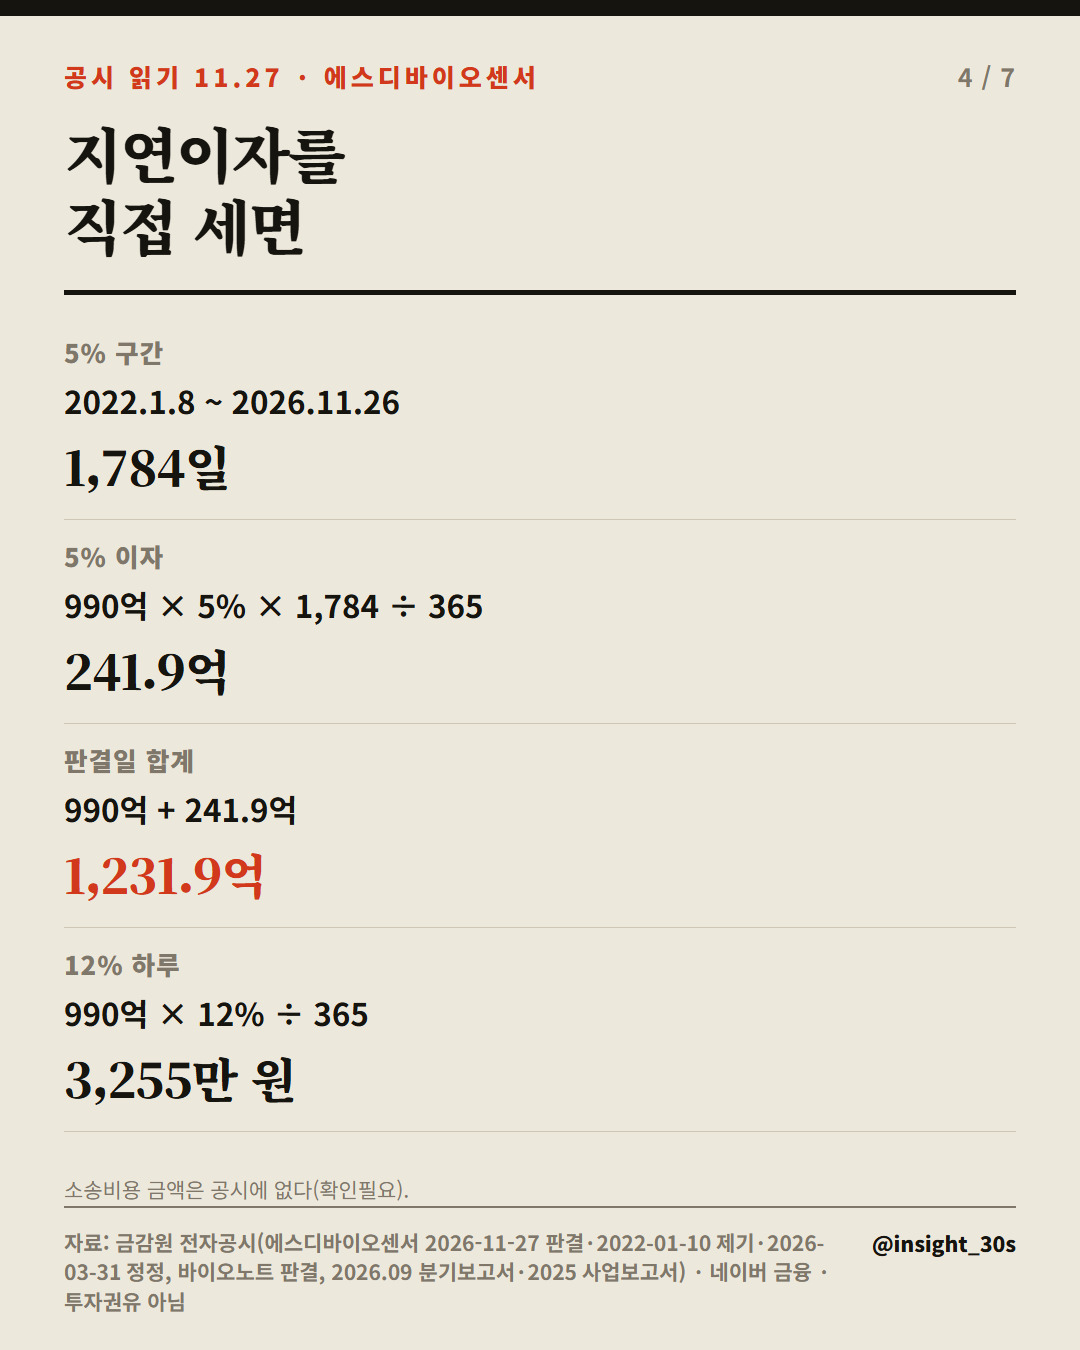 공시 읽기 11.27 · 에스디바이오센서
4 / 7
지연이자를
직접 세면
5% 구간
2022.1.8 ~ 2026.11.26
1,784일
5% 이자
990억 × 5% × 1,784 ÷ 365
241.9억
판결일 합계
990억 + 241.9억
1,231.9억
12% 하루
990억 × 12% ÷ 365
3,255만 원
소송비용 금액은 공시에 없다(확인필요).
자료: 금감원 전자공시(에스디바이오센서 2026-11-27 판결·2022-01-10 제기·2026-
03-31 정정, 바이오노트 판결, 2026.09 분기보고서·2025 사업보고서) · 네이버 금융 ·
투자권유 아님
@insight_30s